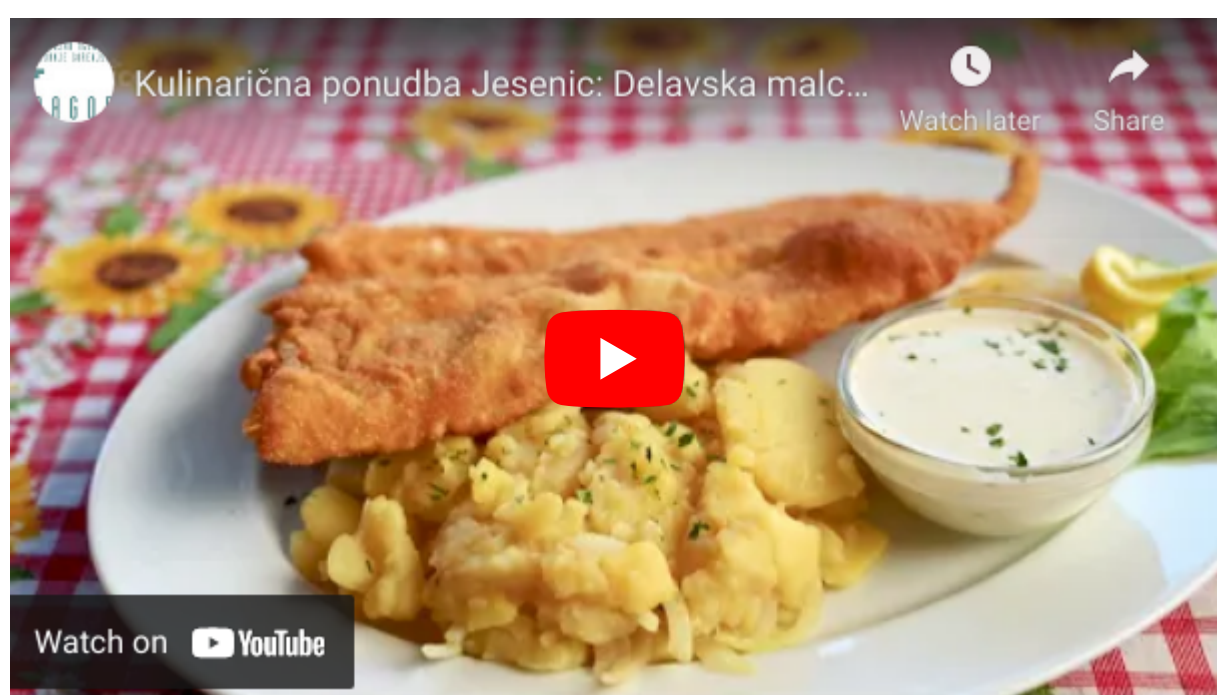 Kulinarična ponudba Jesenic: Delavska malc...
Watch later
Share
Watch on YouTube